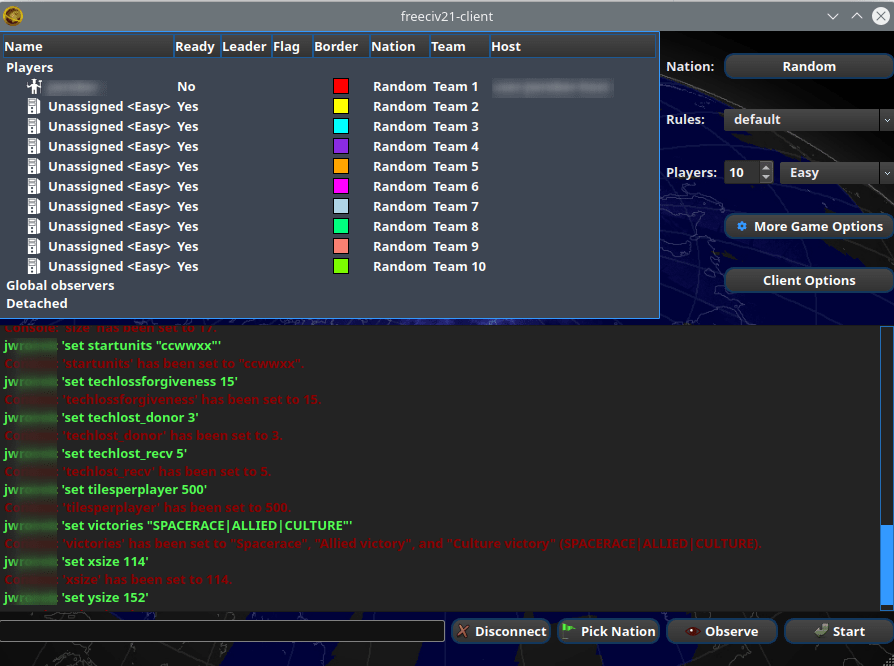 freeciv21-client
Name Ready Leader Flag Border Nation Team Host
Players
No Random Team 1
Unassigned <Easy> Yes Random Team 2
Unassigned <Easy> Yes Random Team 3
Unassigned <Easy> Yes Random Team 4
Unassigned <Easy> Yes Random Team 5
Unassigned <Easy> Yes Random Team 6
Unassigned <Easy> Yes Random Team 7
Unassigned <Easy> Yes Random Team 8
Unassigned <Easy> Yes Random Team 9
Unassigned <Easy> Yes Random Team 10
Global observers
Detached
Nation: Random
Rules: default
Players: 10 Easy
More Game Options
Client Options
Console: 'size' has been set to 17.
'set startunits "ccwwxx"'
'startunits' has been set to "ccwwxx".
'set techlossforgiveness 15'
'techlossforgiveness' has been set to 15.
'set techlost_donor 3'
'techlost_donor' has been set to 3.
'set techlost_recv 5'
'techlost_recv' has been set to 5.
'set tilesperplayer 500'
'tilesperplayer' has been set to 500.
'set victories "SPACERACE|ALLIED|CULTURE"'
'victories' has been set to "Spacerace", "Allied victory", and "Culture victory" (SPACERACE|ALLIED|CULTURE).
'set xsize 114'
'xsize' has been set to 114.
'set ysize 152'
Disconnect Pick Nation Observe Start